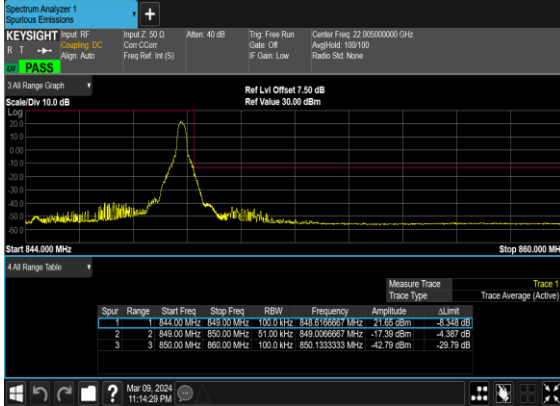 Spectrum Analyzer 1
Spurious Emissions
+
KEYSIGHT Input: RF Input Z: 50 Ω Atten: 40 dB Trig: Free Run Center Freq: 22.005000000 GHz
R T Coupling: DC Corr CCorr Gate: Off Avg|Hold: 100/100
Align: Auto Freq Ref: Int (S) IF Gain: Low Radio Std: None
LXI PASS
3 All Range Graph
Ref Lvl Offset 7.50 dB
Scale/Div 10.0 dB Ref Value 30.00 dBm
Log
20.0
10.0
0.00
-10.0
-20.0
-30.0
-40.0
-50.0
-60.0
Start 844.000 MHz Stop 860.000 MH
4 All Range Table
Measure Trace Trace 1
Trace Type Trace Average (Active)
Spur Range Start Freq Stop Freq RBW Frequency Amplitude ΔLimit
1 1 844.00 MHz 849.00 MHz 100.0 kHz 848.6166667 MHz 21.65 dBm -8.348 dB
2 2 849.00 MHz 850.00 MHz 51.00 kHz 849.0066667 MHz -17.39 dBm -4.387 dB
3 3 850.00 MHz 860.00 MHz 100.0 kHz 850.1333333 MHz -42.79 dBm -29.79 dB
? Mar 09, 2024
11:14:29 PM